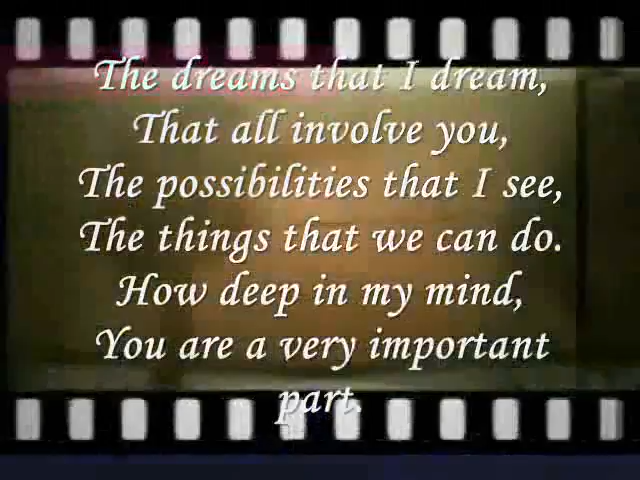 The dreams that I dream,
That all involve you,
The possibilities that I see,
The things that we can do.
How deep in my mind,
You are a very important
part.